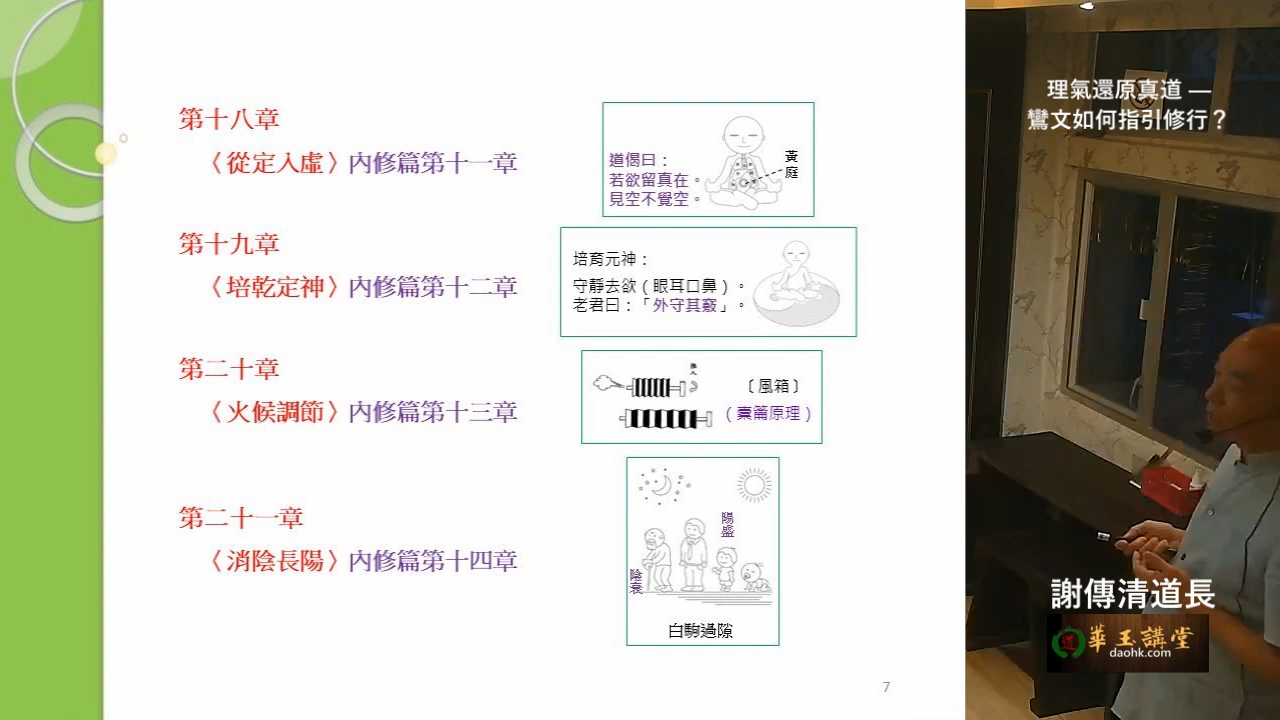 第十八章
〈從定入虛〉內修篇第十一章
道偈曰：
若欲留真在。
見空不覺空。
黃庭
第十九章
〈培乾定神〉內修篇第十二章
培育元神：
守靜去欲（眼耳口鼻）。
老君曰：「外守其竅」。
第二十章
〈火候調節〉內修篇第十三章
〔風箱〕
（橐籥原理）
第二十一章
〈消陰長陽〉內修篇第十四章
陽盛
陰衰
白駒過隙
7
理氣還原真道 —
鸞文如何指引修行？
謝傳清道長
道 華玉講堂
daohk.com